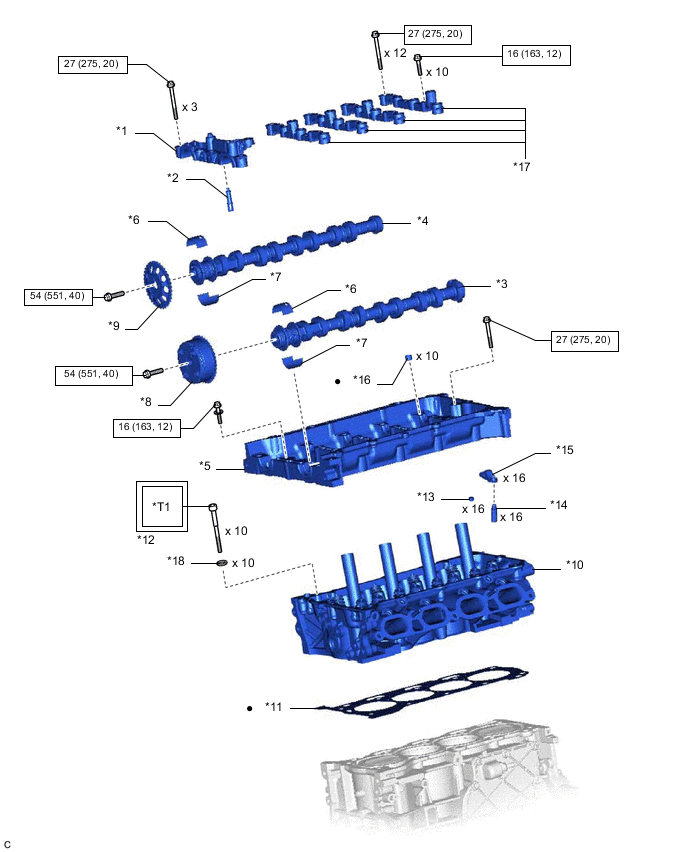 27 (275, 20)
x 12
16 (163, 12)
x 10
27 (275, 20)
x 3
*1
*17
*2
*6
*4
*7
*3
*6
54 (551, 40)
*9
27 (275, 20)
*7
x 10
*16
54 (551, 40)
*8
16 (163, 12)
*5
*15
x 16
*13
*14
x 16
x 16
*T1
x 10
*12
*18
x 10
*10
*11
C